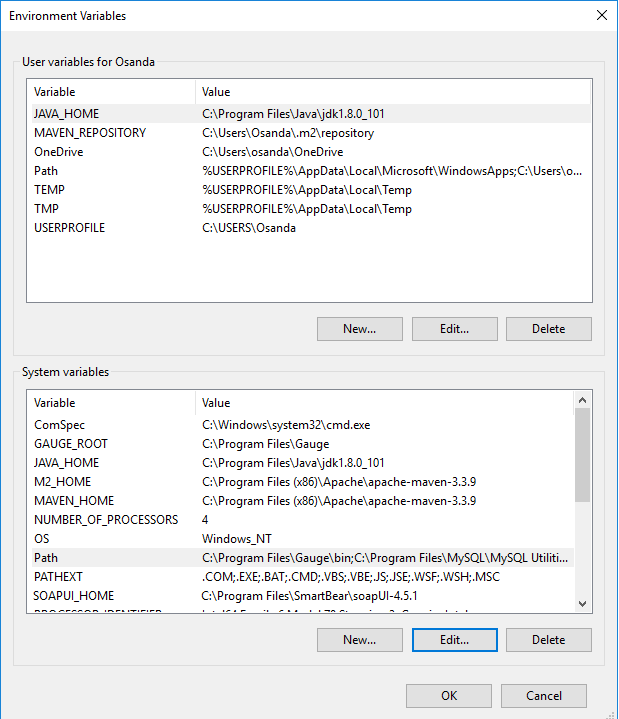 Environment Variables
User variables for Osanda
Variable Value
JAVA_HOME C:\Program Files\Java\jdk1.8.0_101
MAVEN_REPOSITORY C:\Users\Osanda\.m2\repository
OneDrive C:\Users\osanda\OneDrive
Path %USERPROFILE%\AppData\Local\Microsoft\WindowsApps;C:\Users\o...
TEMP %USERPROFILE%\AppData\Local\Temp
TMP %USERPROFILE%\AppData\Local\Temp
USERPROFILE C:\USERS\Osanda
New... Edit... Delete
System variables
Variable Value
ComSpec C:\Windows\system32\cmd.exe
GAUGE_ROOT C:\Program Files\Gauge
JAVA_HOME C:\Program Files\Java\jdk1.8.0_101
M2_HOME C:\Program Files (x86)\Apache\apache-maven-3.3.9
MAVEN_HOME C:\Program Files (x86)\Apache\apache-maven-3.3.9
NUMBER_OF_PROCESSORS 4
OS Windows_NT
Path C:\Program Files\Gauge\bin;C:\Program Files\MySQL\MySQL Utiliti...
PATHEXT .COM;.EXE;.BAT;.CMD;.VBS;.VBE;.JS;.JSE;.WSF;.WSH;.MSC
SOAPUI_HOME C:\Program Files\SmartBear\soapUI-4.5.1
PROCESSOR_IDENTIFIER
New... Edit... Delete
OK Cancel